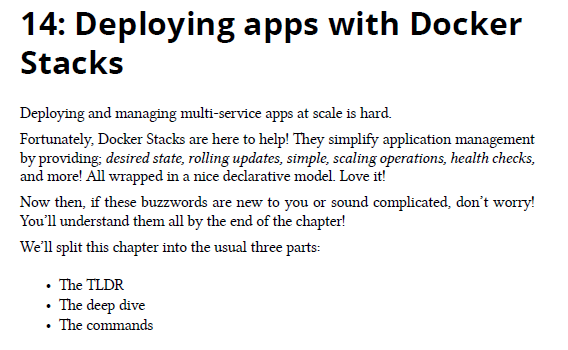 14: Deploying apps with Docker
Stacks
Deploying and managing multi-service apps at scale is hard.
Fortunately, Docker Stacks are here to help! They simplify application management
by providing; desired state, rolling updates, simple, scaling operations, health checks,
and more! All wrapped in a nice declarative model. Love it!
Now then, if these buzzwords are new to you or sound complicated, don’t worry!
You’ll understand them all by the end of the chapter!
We’ll split this chapter into the usual three parts:
• The TLDR
• The deep dive
• The commands